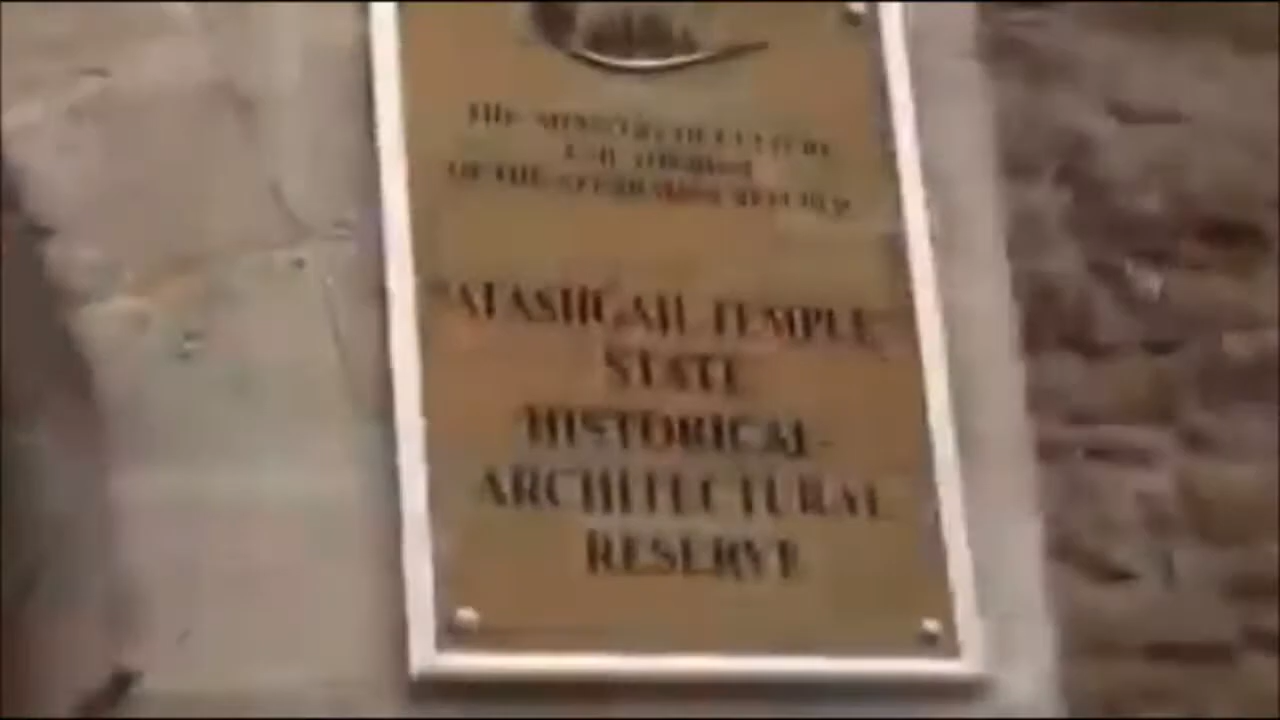 THE MINISTRY OF CULTURE
AND TOURISM
OF THE AZERBAIJAN REPUBLIC
"ATASHGAH TEMPLE"
STATE
HISTORICAL-
ARCHITECTURAL
RESERVE